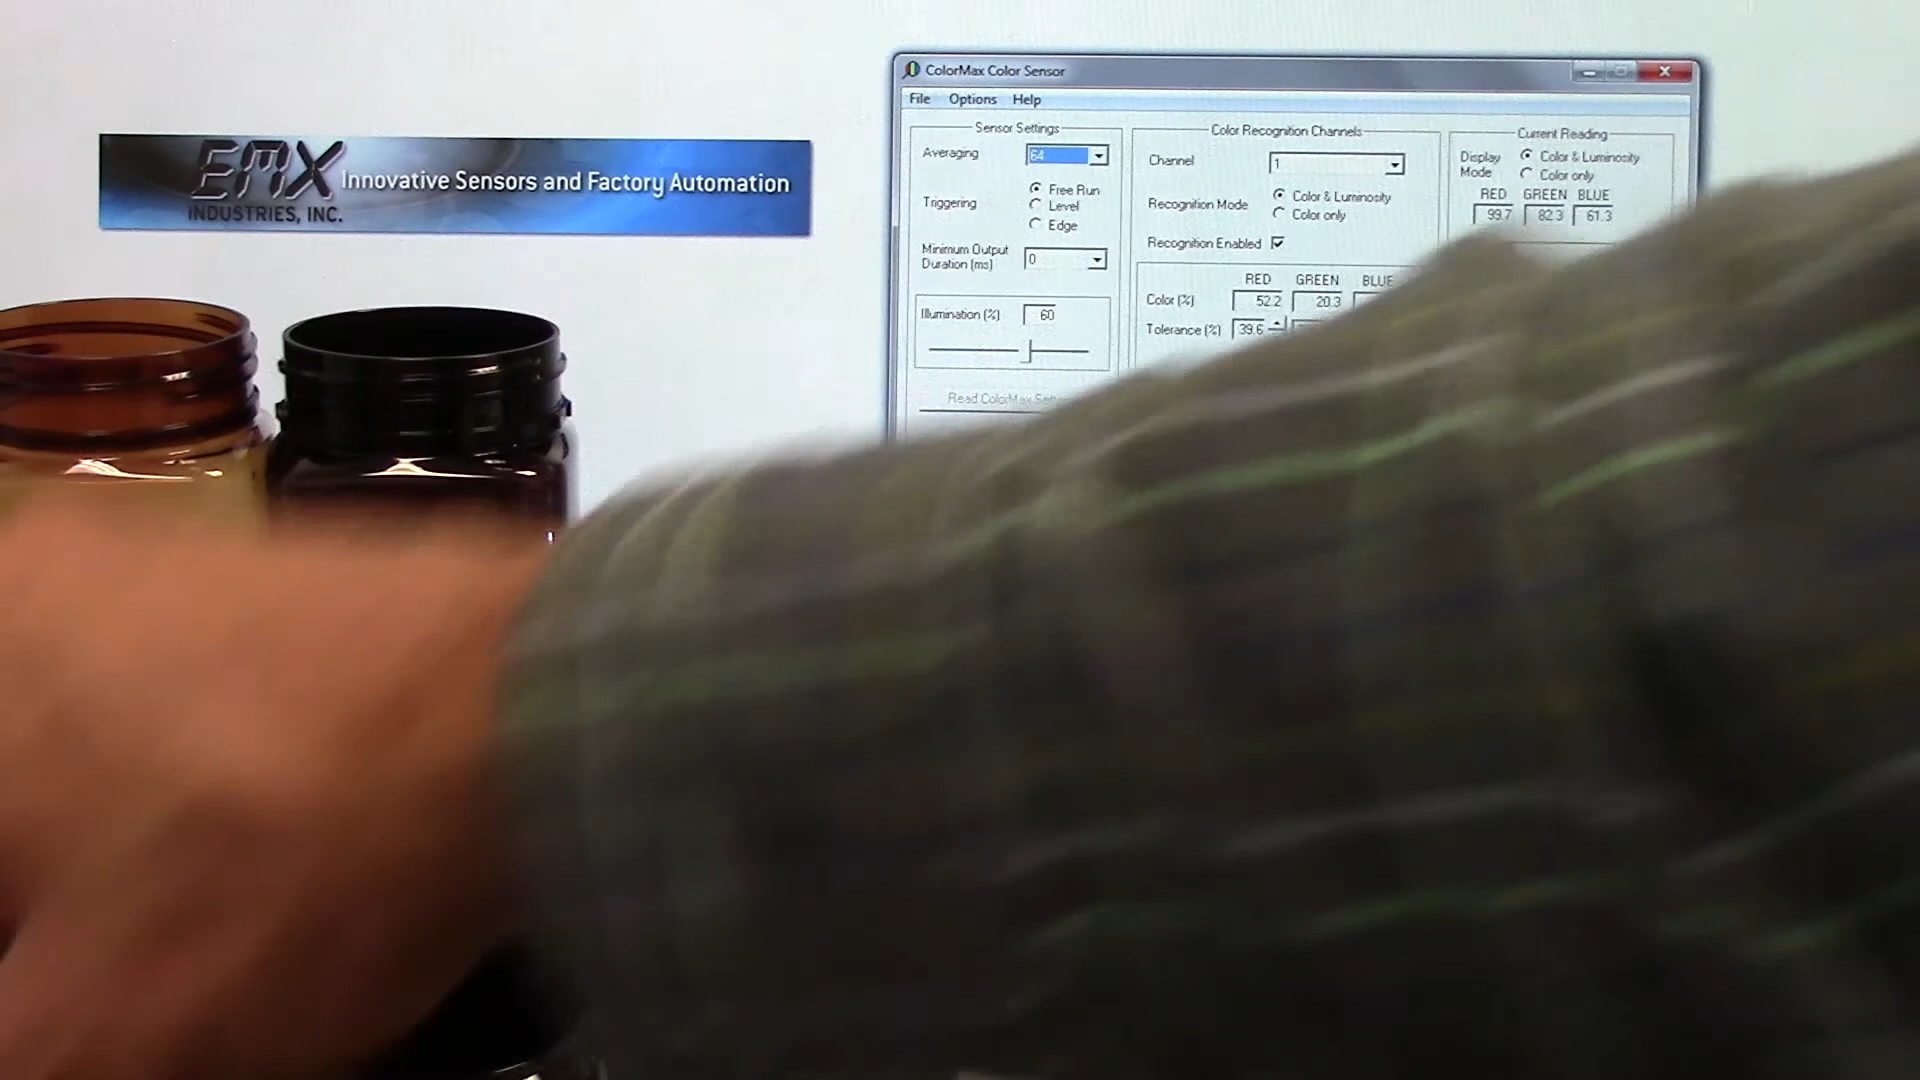 EMX
INDUSTRIES, INC.
Innovative Sensors and Factory Automation
ColorMax Color Sensor
File Options Help
Sensor Settings
Averaging 64
Triggering
Free Run
Level
Edge
Minimum Output
Duration (ms)
0
Illumination (%) 60
Read ColorMax
Color Recognition Channels
Channel 1
Recognition Mode
Color & Luminosity
Color only
Recognition Enabled
RED GREEN BLUE
Color (%) 52.2 20.3
Tolerance (%) 39.6
Current Reading
Display
Mode
Color & Luminosity
Color only
RED GREEN BLUE
99.7 82.3 61.3